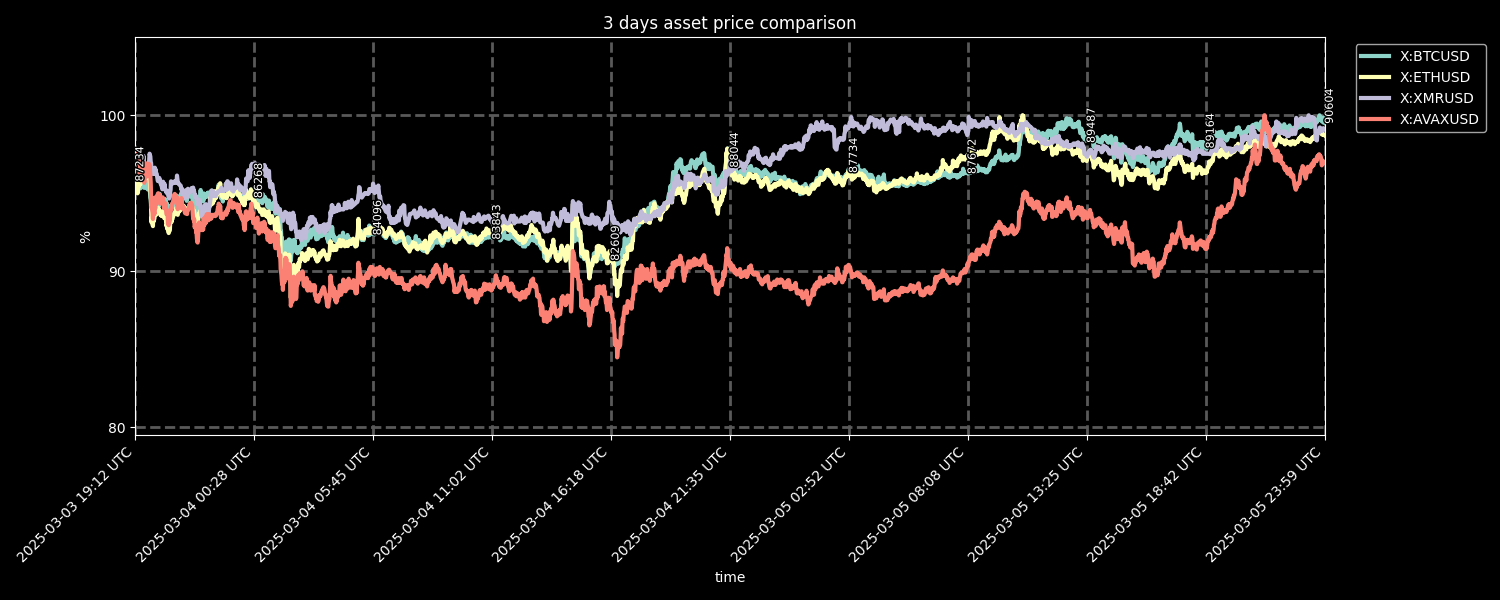 3 days asset price comparison
X:BTCUSD
X:ETHUSD
X:XMRUSD
X:AVAXUSD
%
100
90
80
87234
86268
84096
83843
82609
88044
87734
87672
89487
89164
90604
2025-03-03 19:12 UTC
2025-03-04 00:28 UTC
2025-03-04 05:45 UTC
2025-03-04 11:02 UTC
2025-03-04 16:18 UTC
2025-03-04 21:35 UTC
2025-03-05 02:52 UTC
2025-03-05 08:08 UTC
2025-03-05 13:25 UTC
2025-03-05 18:42 UTC
2025-03-05 23:59 UTC
time